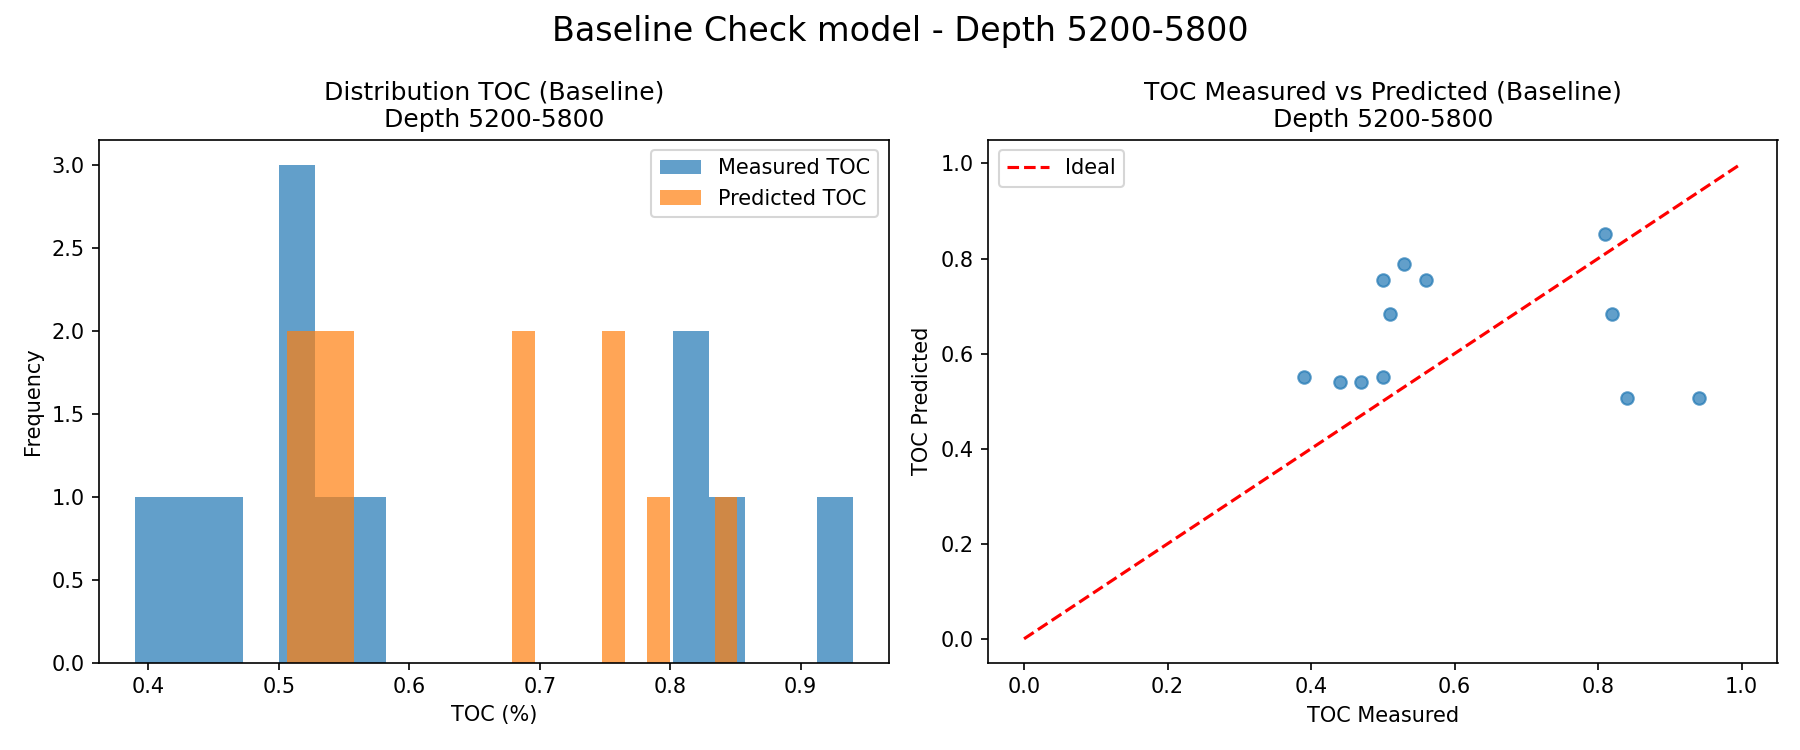 Baseline Check model - Depth 5200-5800
Distribution TOC (Baseline)
Depth 5200-5800
Measured TOC
Predicted TOC
3.0
2.5
2.0
1.5
1.0
0.5
0.0
Frequency
0.4 0.5 0.6 0.7 0.8 0.9
TOC (%)
TOC Measured vs Predicted (Baseline)
Depth 5200-5800
Ideal
1.0
0.8
0.6
0.4
0.2
0.0
TOC Predicted
0.0 0.2 0.4 0.6 0.8 1.0
TOC Measured